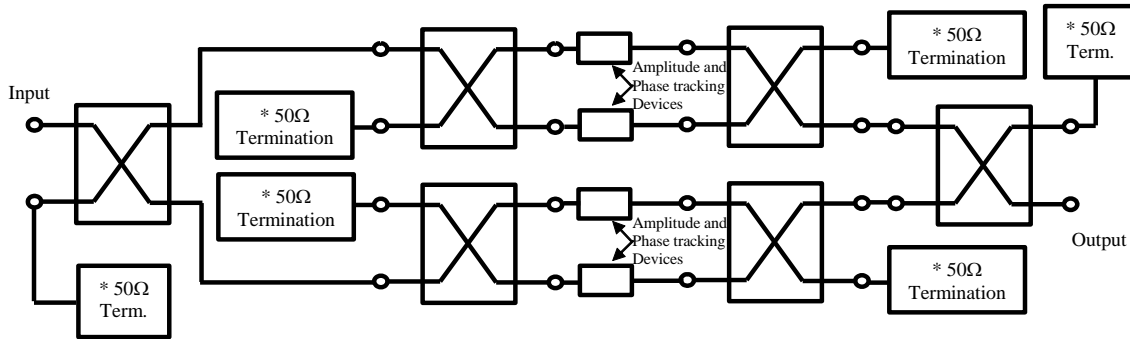 Input
* 50Ω
Termination
Amplitude and
Phase tracking
Devices
* 50Ω
Termination
* 50Ω
Term.
* 50Ω
Termination
Amplitude and
Phase tracking
Devices
* 50Ω
Term.
* 50Ω
Termination
Output